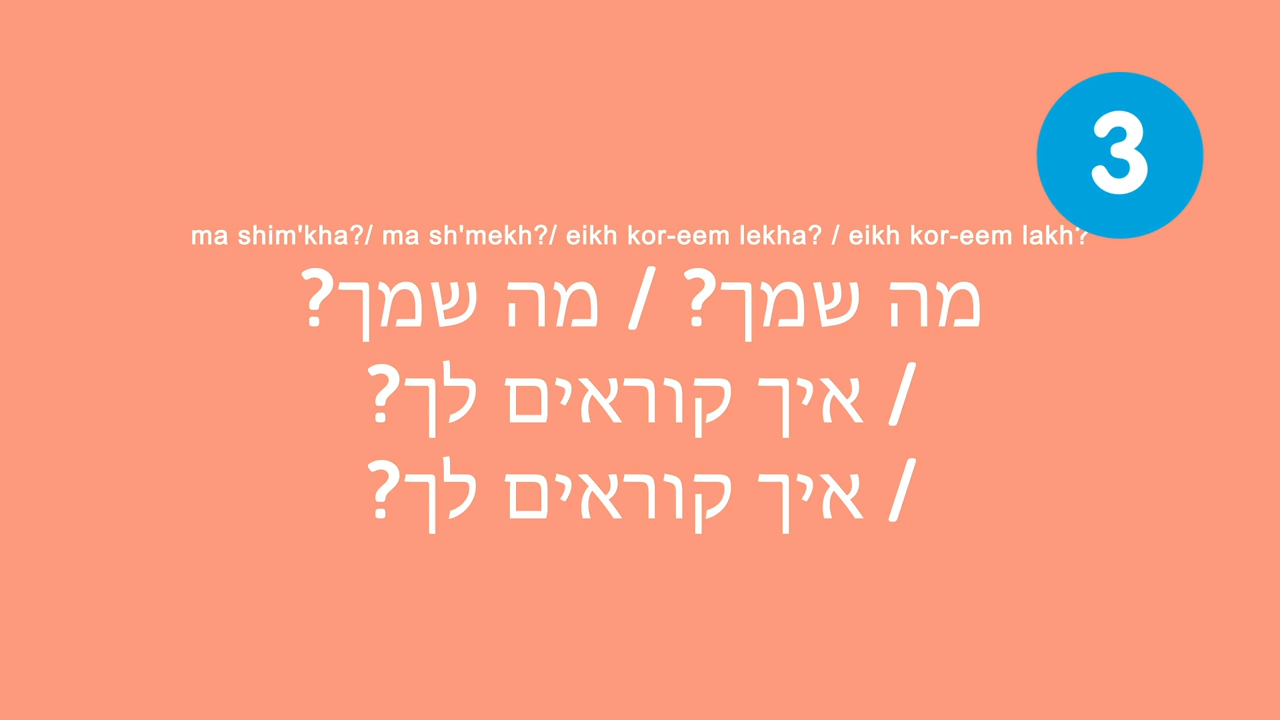 3
ma shim'kha?/ ma sh'mekh?/ eikh kor-eem lekha? / eikh kor-eem lakh?
מה שמך? / מה שמך?
/ איך קוראים לך?
/ איך קוראים לך?